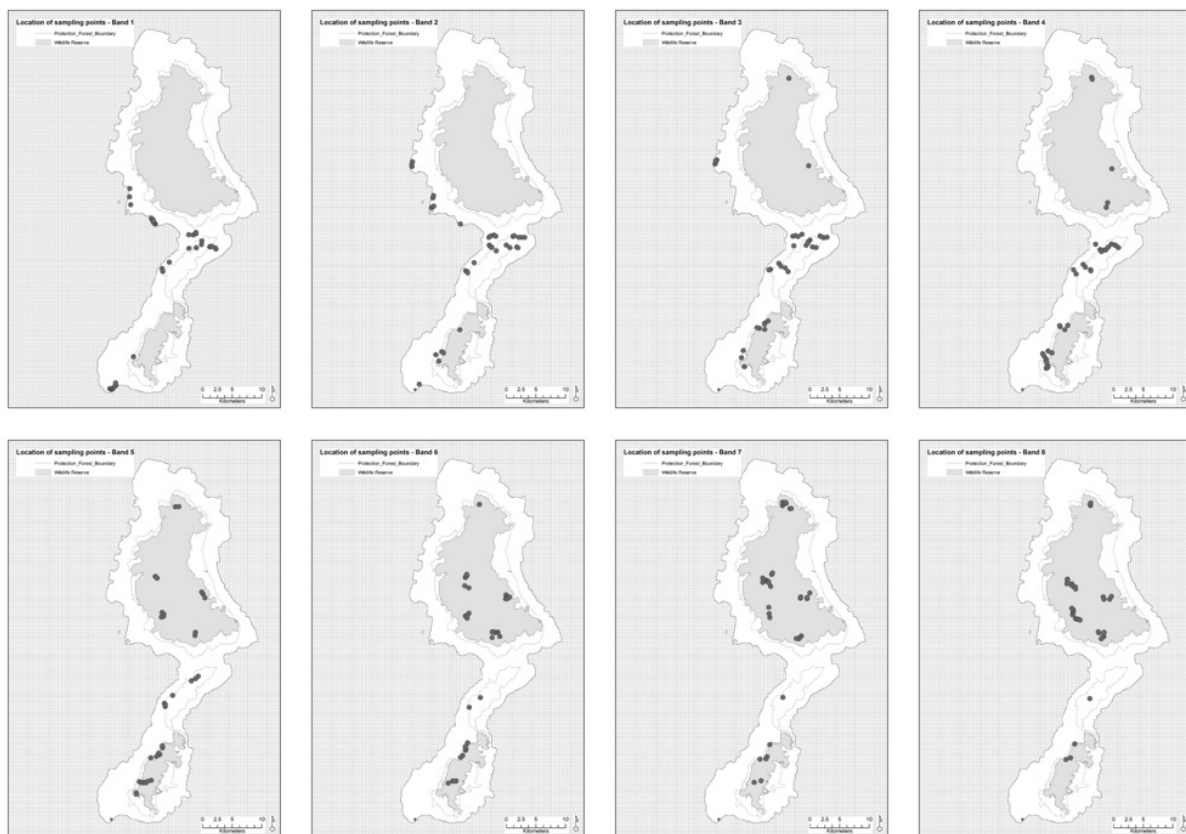 Location of sampling points - Band 1
Protection_Forest_Boundary
Wildlife Reserve
0 2.5 5 10
Kilometers
Location of sampling points - Band 2
Protection_Forest_Boundary
Wildlife Reserve
0 2.5 5 10
Kilometers
Location of sampling points - Band 3
Protection_Forest_Boundary
Wildlife Reserve
0 2.5 5 10
Kilometers
Location of sampling points - Band 4
Protection_Forest_Boundary
Wildlife Reserve
0 2.5 5 10
Kilometers
Location of sampling points - Band 5
Protection_Forest_Boundary
Wildlife Reserve
0 2.5 5 10
Kilometers
Location of sampling points - Band 6
Protection_Forest_Boundary
Wildlife Reserve
0 2.5 5 10
Kilometers
Location of sampling points - Band 7
Protection_Forest_Boundary
Wildlife Reserve
0 2.5 5 10
Kilometers
Location of sampling points - Band 8
Protection_Forest_Boundary
Wildlife Reserve
0 2.5 5 10
Kilometers